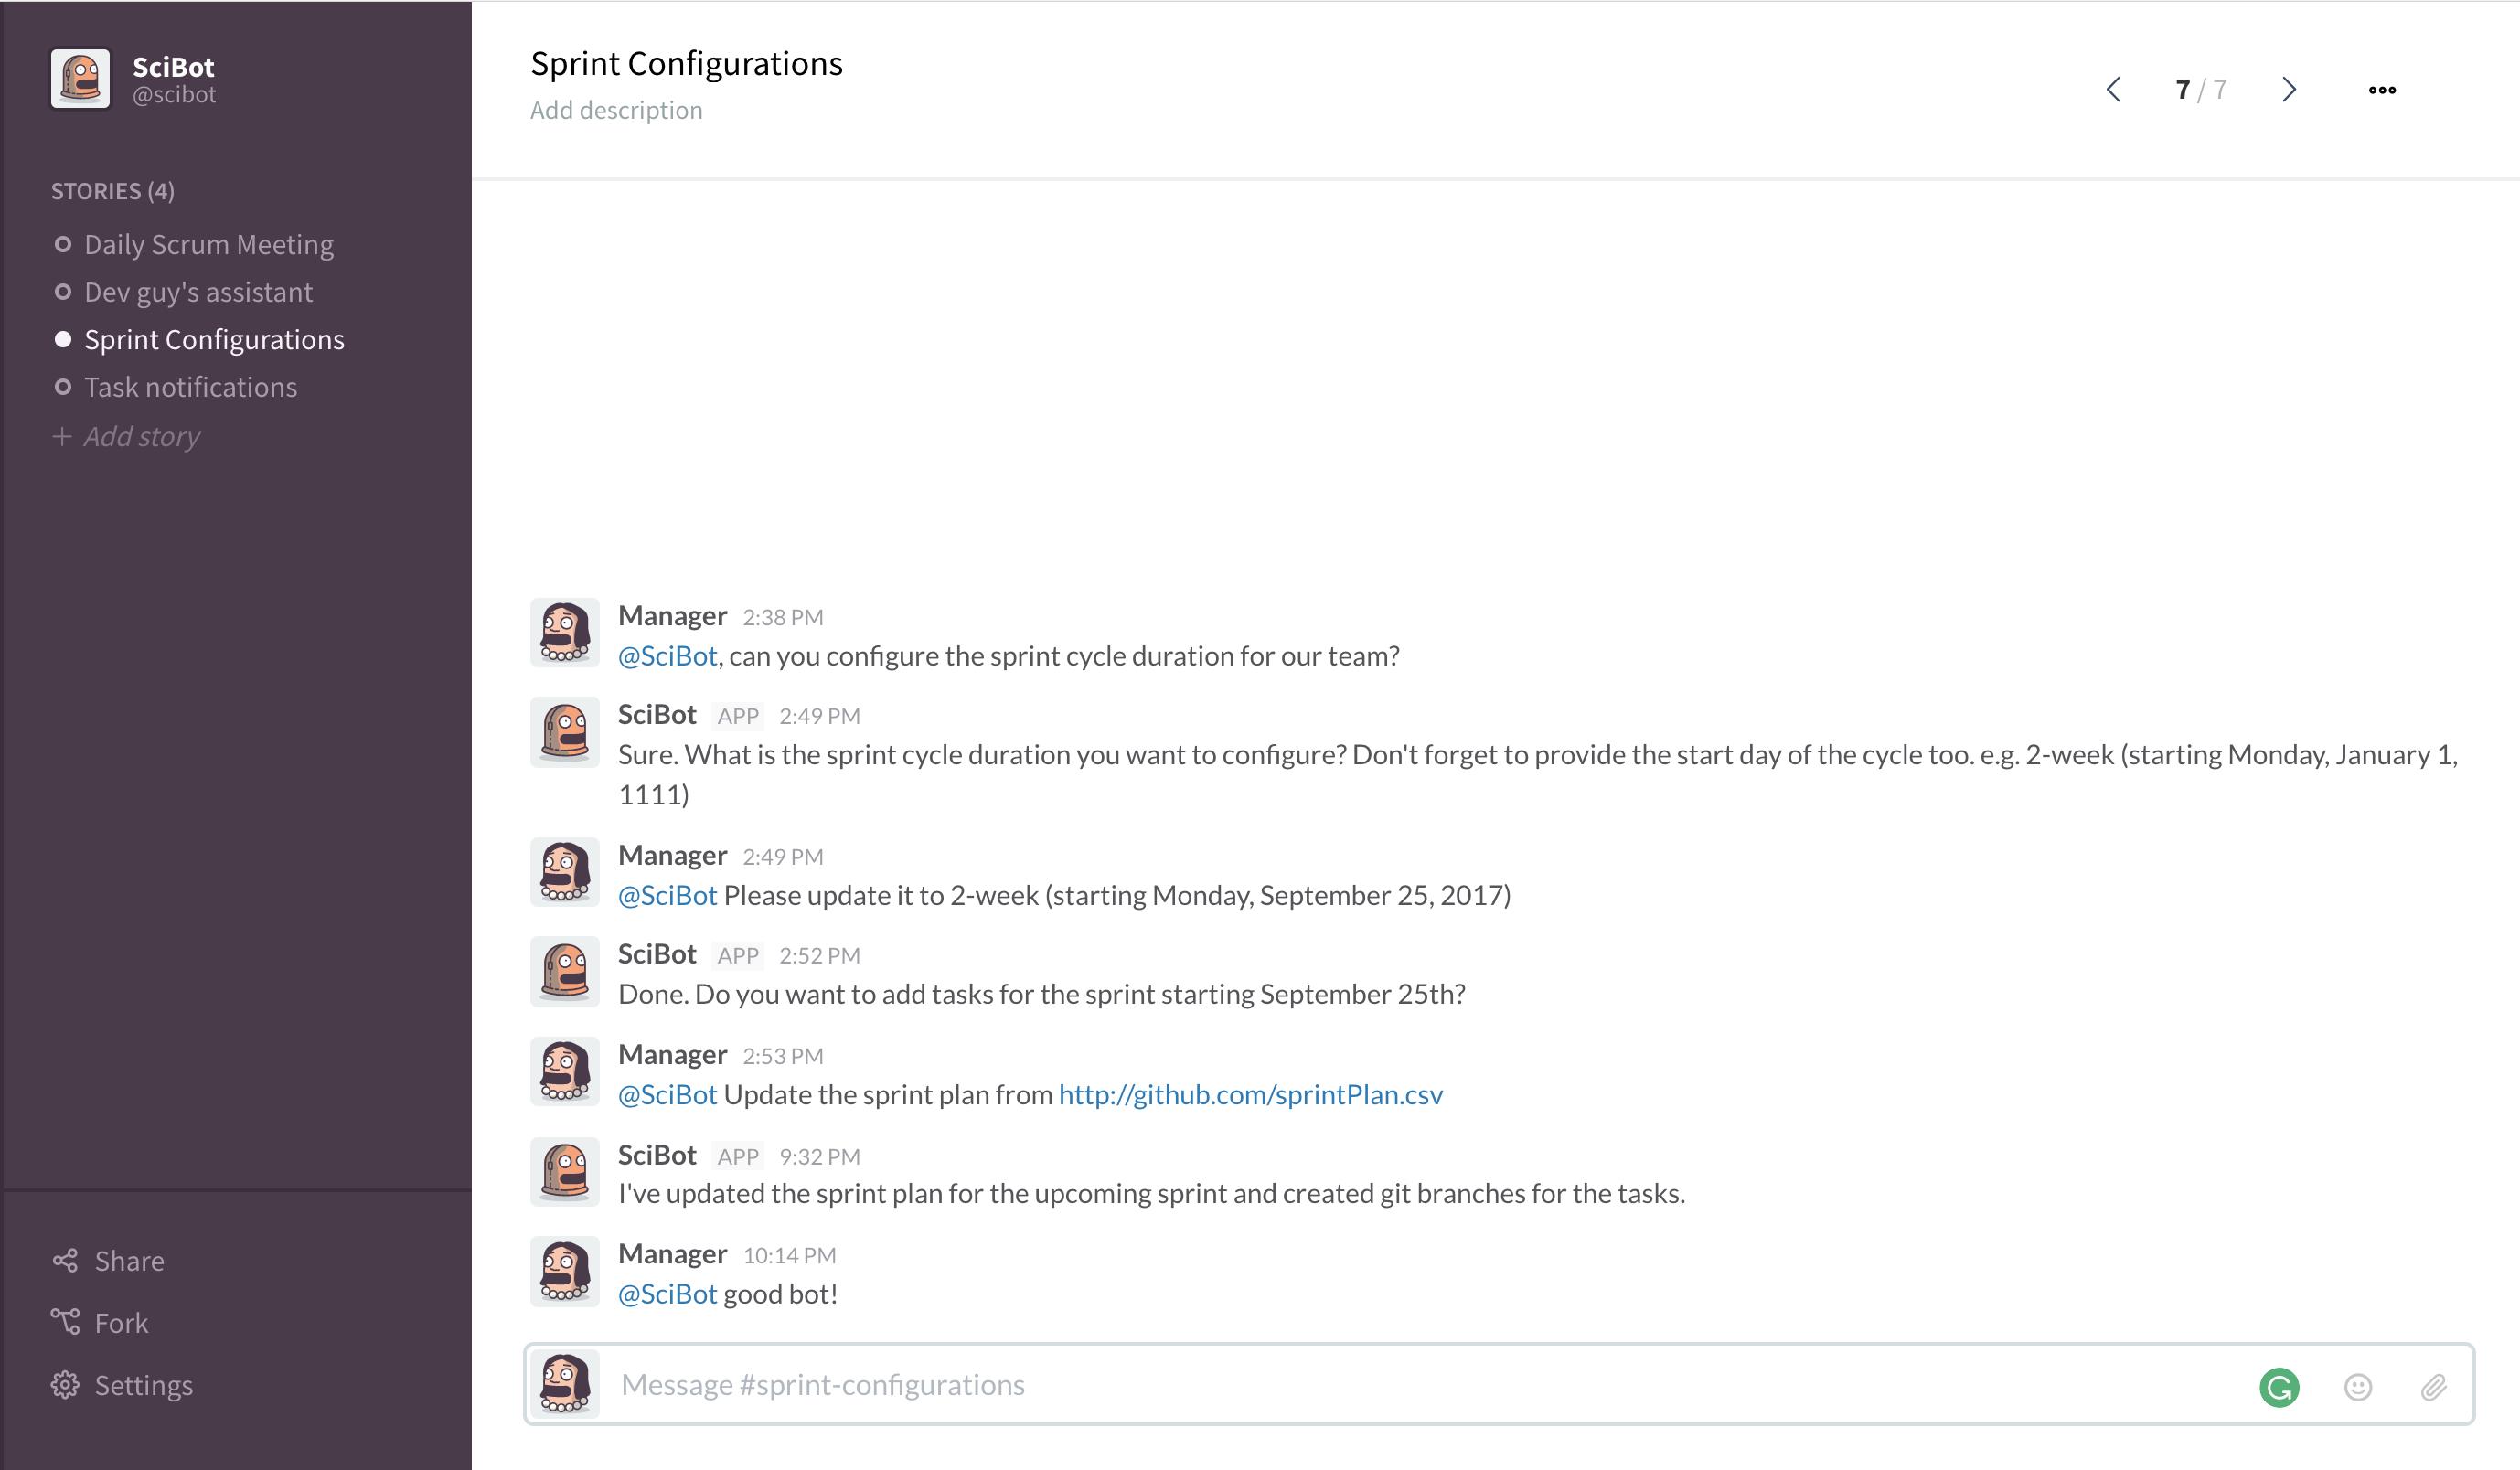 SciBot
@scibot
STORIES (4)
Daily Scrum Meeting
Dev guy's assistant
Sprint Configurations
Task notifications
+ Add story
Share
Fork
Settings
Sprint Configurations
Add description
7 / 7
Manager 2:38 PM
@SciBot, can you configure the sprint cycle duration for our team?
SciBot APP 2:49 PM
Sure. What is the sprint cycle duration you want to configure? Don't forget to provide the start day of the cycle too. e.g. 2-week (starting Monday, January 1,
1111)
Manager 2:49 PM
@SciBot Please update it to 2-week (starting Monday, September 25, 2017)
SciBot APP 2:52 PM
Done. Do you want to add tasks for the sprint starting September 25th?
Manager 2:53 PM
@SciBot Update the sprint plan from http://github.com/sprintPlan.csv
SciBot APP 9:32 PM
I've updated the sprint plan for the upcoming sprint and created git branches for the tasks.
Manager 10:14 PM
@SciBot good bot!
Message #sprint-configurations